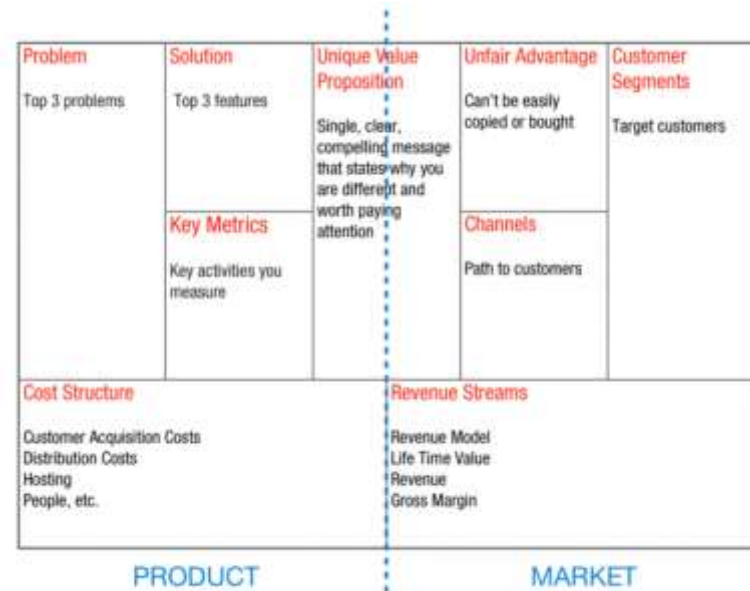 Problem
Top 3 problems
Solution
Top 3 features
Key Metrics
Key activities you
measure
Unique Value
Proposition
Single, clear,
compelling message
that states why you
are different and
worth paying
attention
Unfair Advantage
Can't be easily
copied or bought
Channels
Path to customers
Customer
Segments
Target customers
Cost Structure
Customer Acquisition Costs
Distribution Costs
Hosting
People, etc.
Revenue Streams
Revenue Model
Life Time Value
Revenue
Gross Margin
PRODUCT
MARKET